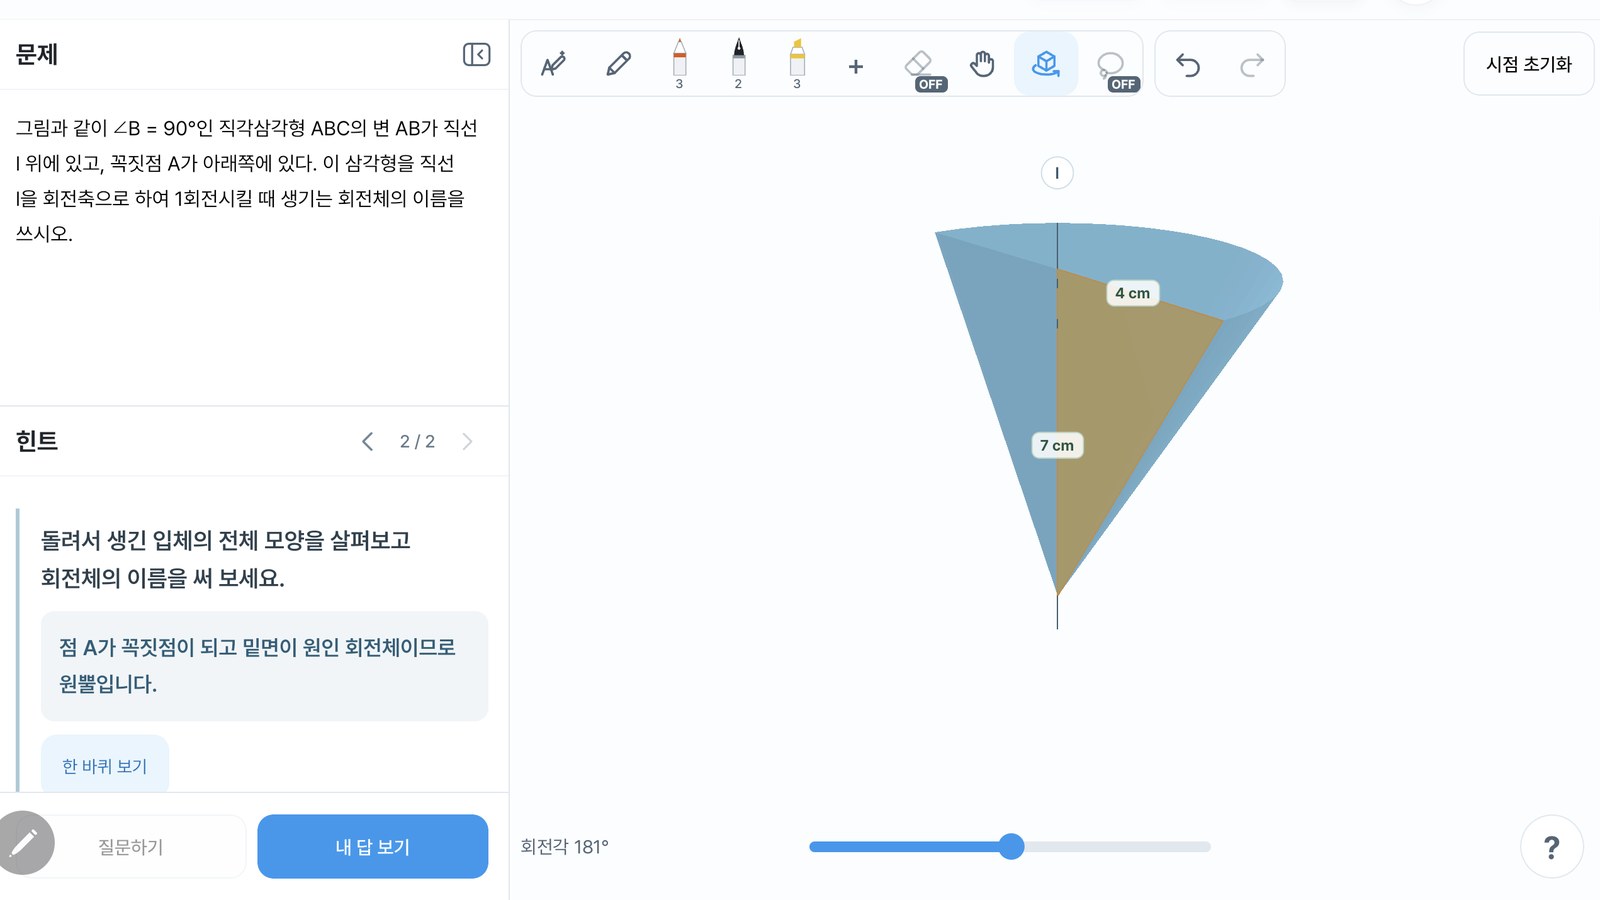 문제
그림과 같이 ∠B = 90°인 직각삼각형 ABC의 변 AB가 직선
l 위에 있고, 꼭짓점 A가 아래쪽에 있다. 이 삼각형을 직선
l을 회전축으로 하여 1회전시킬 때 생기는 회전체의 이름을
쓰시오.
힌트
2 / 2
돌려서 생긴 입체의 전체 모양을 살펴보고
회전체의 이름을 써 보세요.
점 A가 꼭짓점이 되고 밑면이 원인 회전체이므로
원뿔입니다.
한 바퀴 보기
질문하기
내 답 보기
3
2
3
+
OFF
OFF
시점 초기화
l
4 cm
7 cm
회전각 181°
?